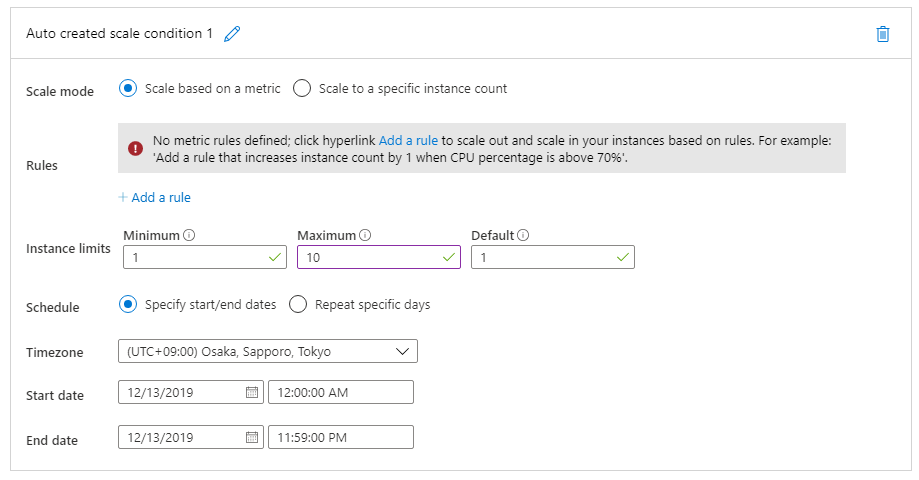 Auto created scale condition 1
Scale mode
Scale based on a metric
Scale to a specific instance count
Rules
No metric rules defined; click hyperlink Add a rule to scale out and scale in your instances based on rules. For example:
'Add a rule that increases instance count by 1 when CPU percentage is above 70%'.
+ Add a rule
Instance limits
Minimum
Maximum
Default
1
10
1
Schedule
Specify start/end dates
Repeat specific days
Timezone
(UTC+09:00) Osaka, Sapporo, Tokyo
Start date
12/13/2019
12:00:00 AM
End date
12/13/2019
11:59:00 PM